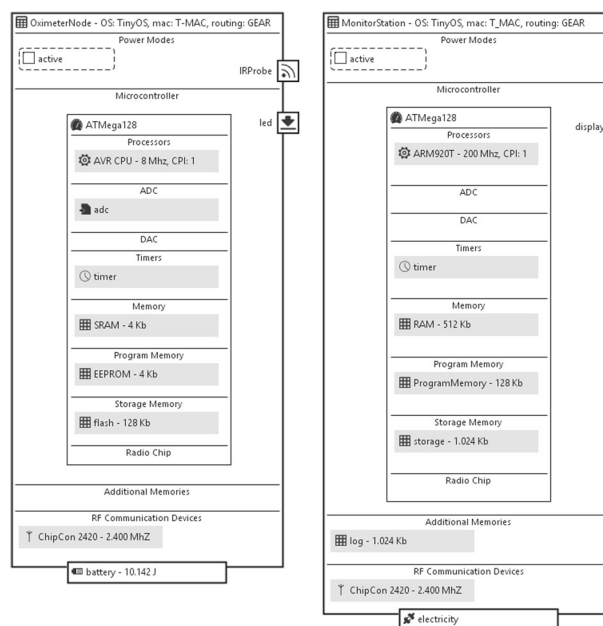 OximeterNode - OS: TinyOS, mac: T-MAC, routing: GEAR
Power Modes
active
IRProbe
Microcontroller
led
ATMega128
Processors
AVR CPU - 8 Mhz, CPI: 1
ADC
adc
DAC
Timers
timer
Memory
SRAM - 4 Kb
Program Memory
EEPROM - 4 Kb
Storage Memory
flash - 128 Kb
Radio Chip
Additional Memories
RF Communication Devices
ChipCon 2420 - 2.400 MhZ
battery - 10.142 J
MonitorStation - OS: TinyOS, mac: T_MAC, routing: GEAR
Power Modes
active
Microcontroller
display
ATMega128
Processors
ARM920T - 200 Mhz, CPI: 1
ADC
DAC
Timers
timer
Memory
RAM - 512 Kb
Program Memory
ProgramMemory - 128 Kb
Storage Memory
storage - 1.024 Kb
Radio Chip
Additional Memories
log - 1.024 Kb
RF Communication Devices
ChipCon 2420 - 2.400 MhZ
electricity